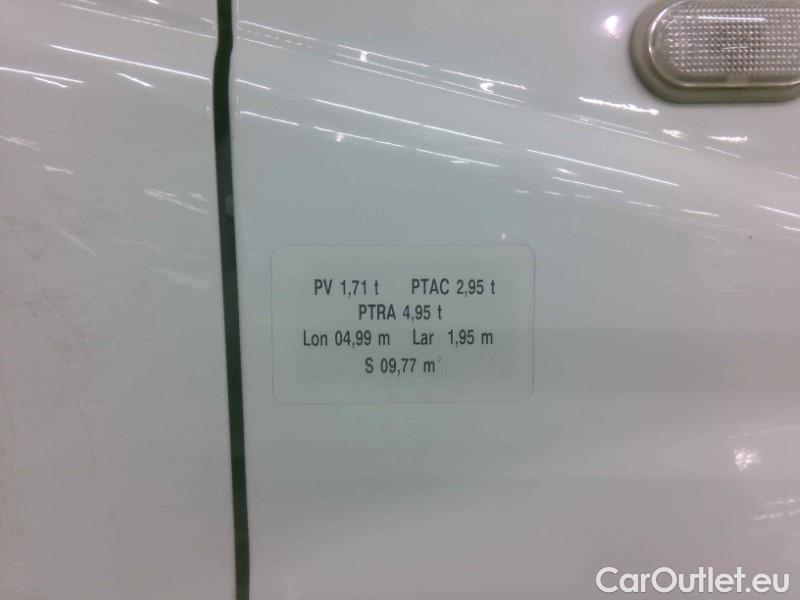 PV 1,71 t PTAC 2,95 t
PTRA 4,95 t
Lon 04,99 m Lar 1,95 m
S 09,77 m²
CarOutlet.eu